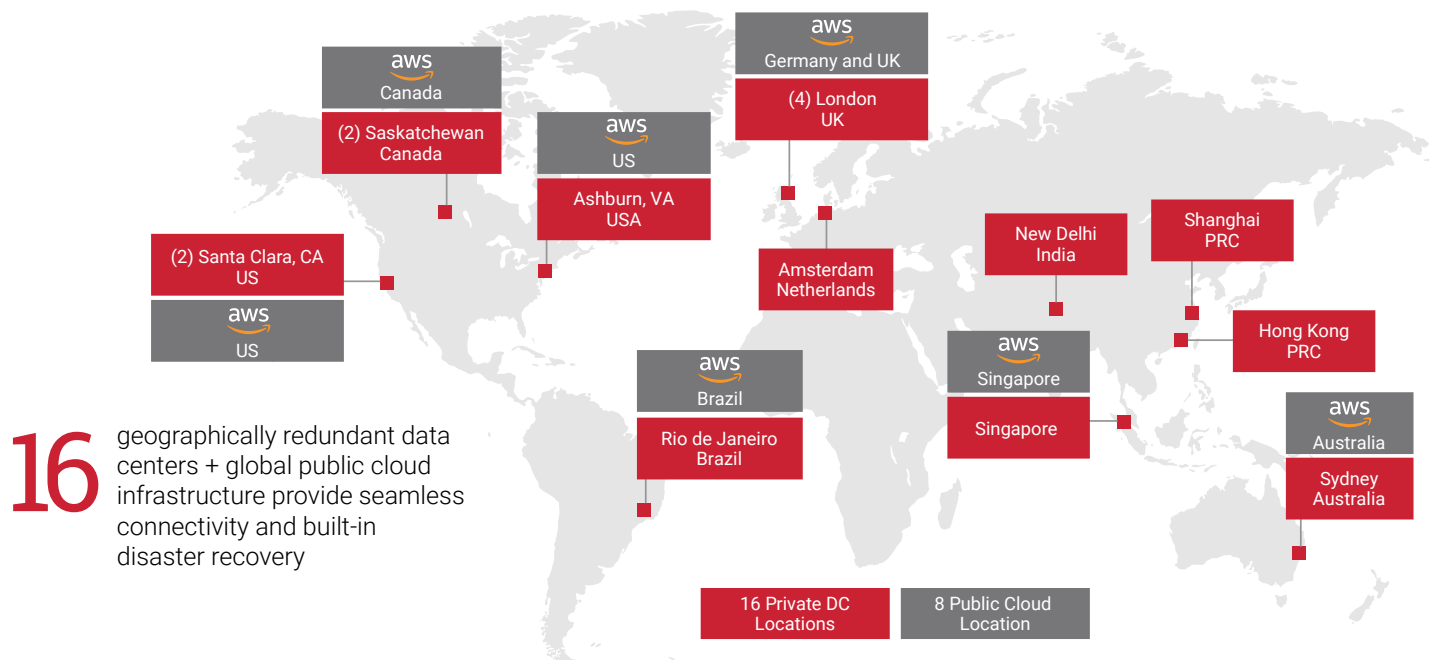 aws
Canada
(2) Saskatchewan
Canada
aws
US
Ashburn, VA
USA
aws
Germany and UK
(4) London
UK
(2) Santa Clara, CA
US
aws
US
Amsterdam
Netherlands
New Delhi
India
Shanghai
PRC
Hong Kong
PRC
aws
Brazil
Rio de Janeiro
Brazil
aws
Singapore
Singapore
aws
Australia
Sydney
Australia
16
geographically redundant data
centers + global public cloud
infrastructure provide seamless
connectivity and built-in
disaster recovery
16 Private DC
Locations
8 Public Cloud
Location